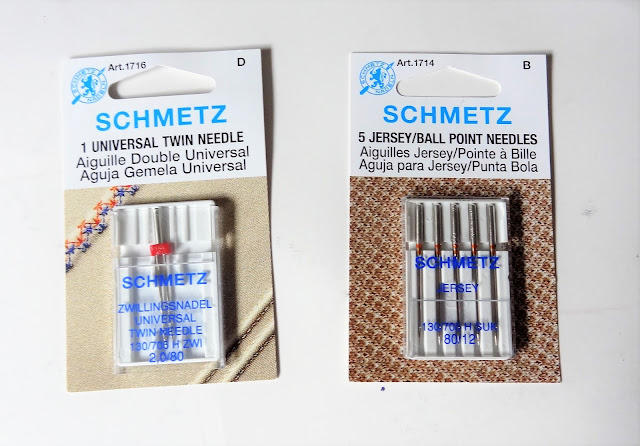 Art.1716
D
SCHMETZ
1 UNIVERSAL TWIN NEEDLE
Aiguille Double Universal
Aguja Gemela Universal
SCHMETZ
ZWILLINGSNADEL
UNIVERSAL
TWIN NEEDLE
130/705 H ZWI
2,0/80
Art.1714
B
SCHMETZ
5 JERSEY/BALL POINT NEEDLES
Aiguilles Jersey/Pointe à Bille
Aguja para Jersey/Punta Bola
SCHMETZ
JERSEY
130/705 H SUK
80/12